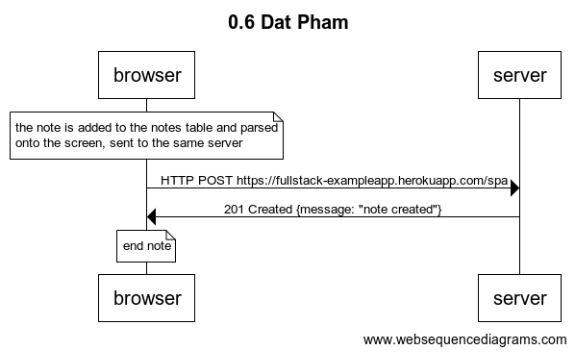 0.6 Dat Pham
browser server
the note is added to the notes table and parsed
onto the screen, sent to the same server
HTTP POST https://fullstack-exampleapp.herokuapp.com/spa
201 Created {message: "note created"}
end note
browser server
www.websequencediagrams.com